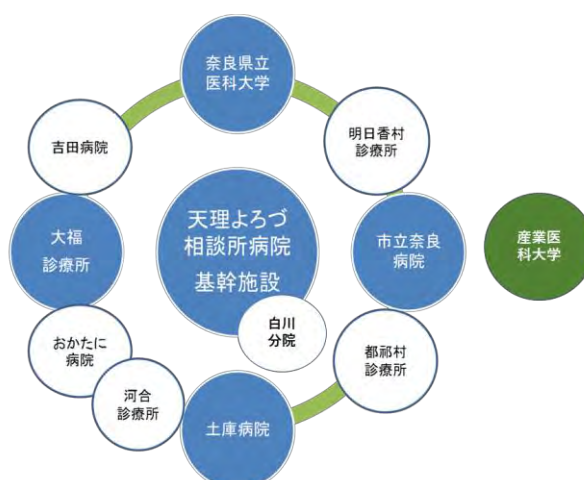 奈良県立
医科大学
吉田病院
明日香村
診療所
天理よろづ
相談所病院
基幹施設
大福
診療所
市立奈良
病院
産業医
科大学
白川
分院
おかたに
病院
都祁村
診療所
河合
診療所
土庫病院